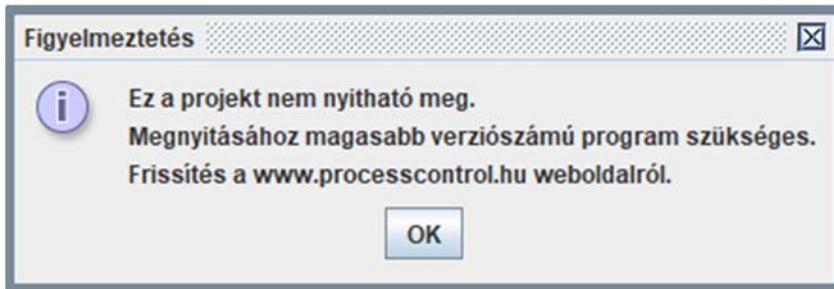 Figyelmeztetés
Ez a projekt nem nyitható meg.
Megnyitásához magasabb verziószámú program szükséges.
Frissítés a www.processcontrol.hu weboldalról.
OK